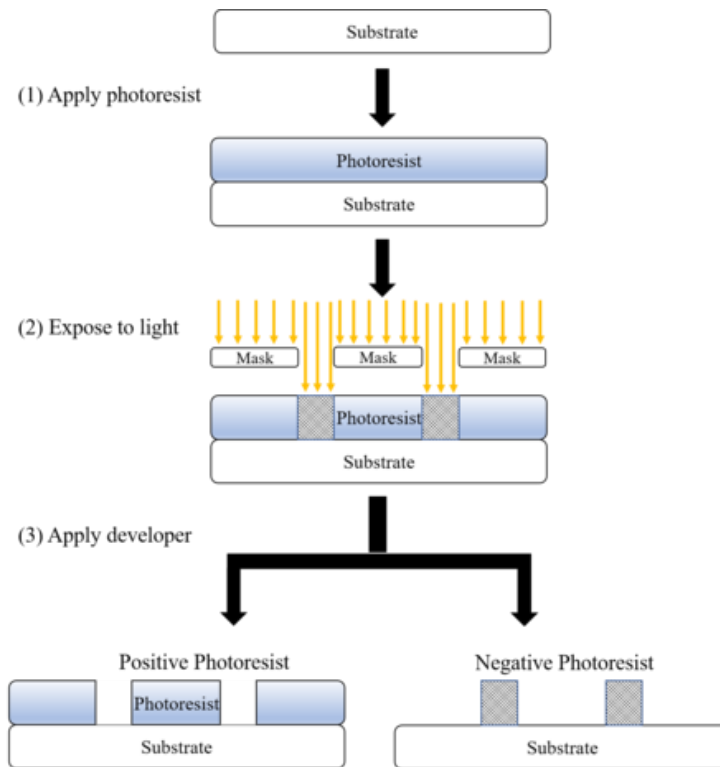 Substrate
(1) Apply photoresist
Photoresist
Substrate
(2) Expose to light
Mask Mask Mask
Photoresist
Substrate
(3) Apply developer
Positive Photoresist Negative Photoresist
Photoresist
Substrate Substrate